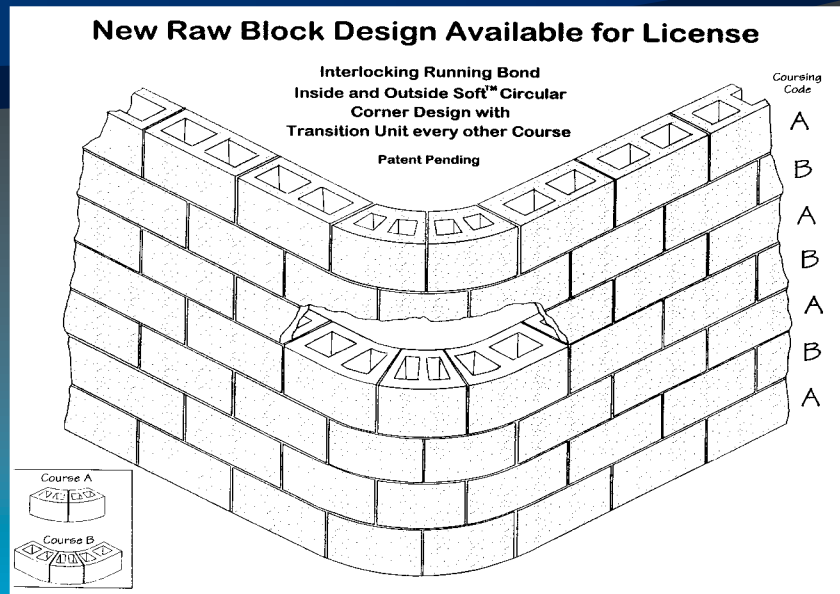 New Raw Block Design Available for License
Interlocking Running Bond
Inside and Outside Soft™ Circular
Corner Design with
Transition Unit every other Course
Patent Pending
Coursing
Code
A
B
A
B
A
B
A
Course A
Course B